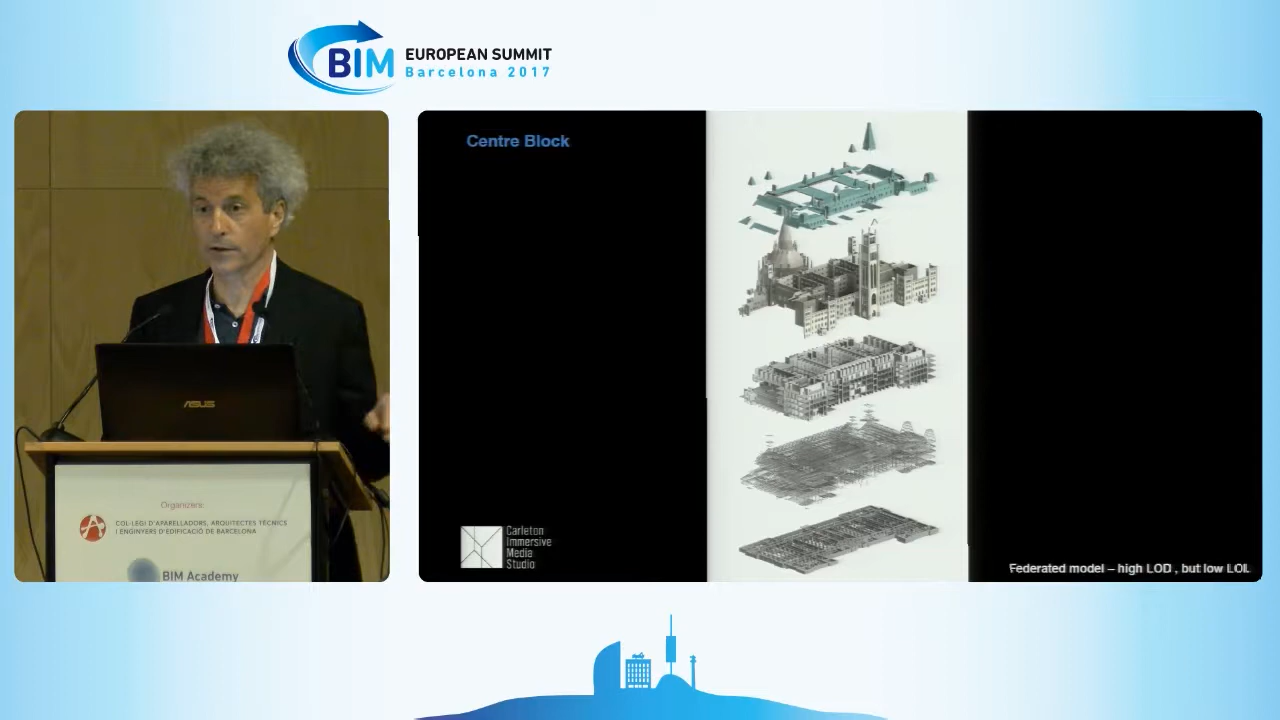 BIM EUROPEAN SUMMIT
Barcelona 2017
Centre Block
ASUS
Organizers:
COL·LEGI D'APARELLADORS, ARQUITECTES TÈCNICS
I ENGINYERS D'EDIFICACIÓ DE BARCELONA
BIM Academy
Carleton
Immersive
Media
Studio
Federated model – high LOD , but low LOI.